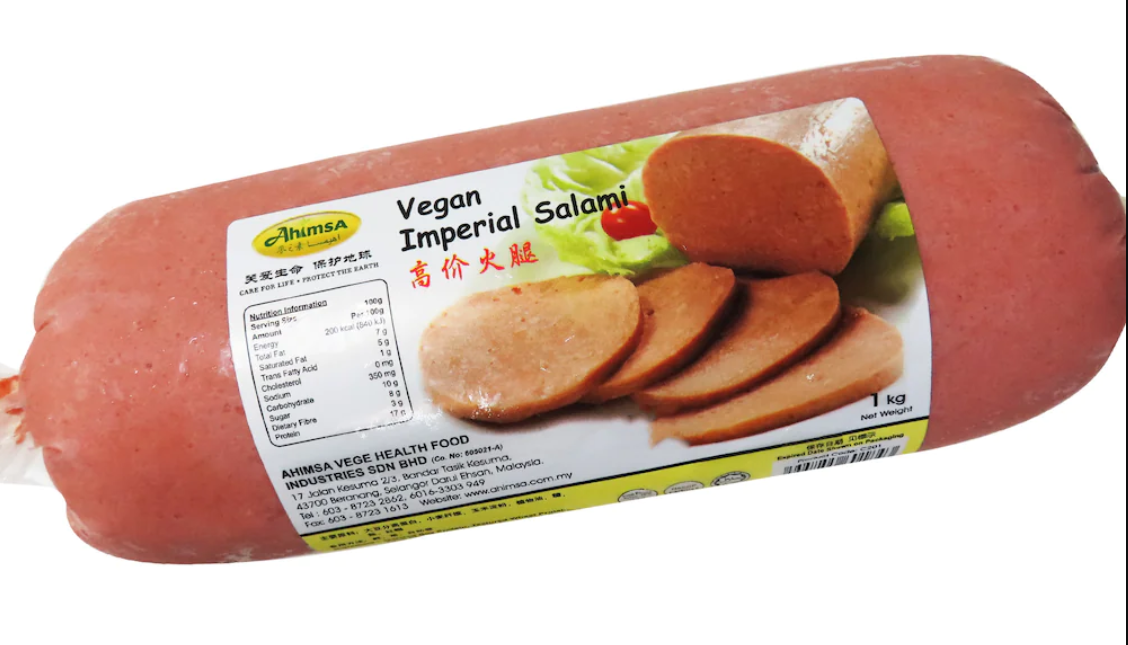 AhimsA
关爱生命 保护地球
CARE FOR LIFE • PROTECT THE EARTH
Vegan
Imperial Salami
高价火腿
Nutrition Information
Serving Size 100g
Amount Per 100g
Energy 200 kcal (840 kJ)
Total Fat 7 g
Saturated Fat 5 g
Trans Fatty Acid 1 g
Cholesterol 0 mg
Sodium 350 mg
Carbohydrate 10 g
Sugar 8 g
Dietary Fibre 3 g
Protein 17 g
1 kg
Net Weight
AHIMSA VEGE HEALTH FOOD
INDUSTRIES SDN BHD (Co. No: 505021-A)
17 Jalan Kesuma 2/3, Bandar Tasik Kesuma,
43700 Beranang, Selangor Darul Ehsan, Malaysia.
Tel : 603 - 8723 2862, 6016-3303 949
Fax: 603 - 8723 1613 Website: www.ahimsa.com.my
Expired Date Shown on Packaging
Product Code: